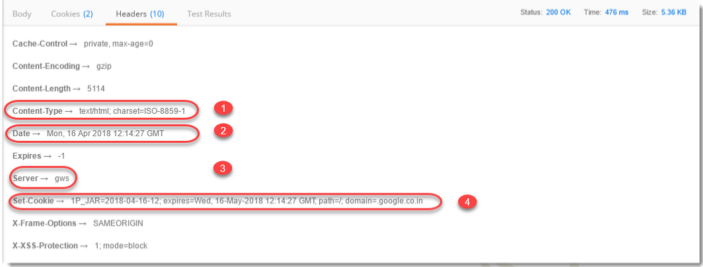 Body Cookies (2) Headers (10) Test Results Status: 200 OK Time: 476 ms Size: 5.36 KB
Cache-Control → private, max-age=0
Content-Encoding → gzip
Content-Length → 5114
Content-Type → text/html; charset=ISO-8859-1 1
Date → Mon, 16 Apr 2018 12:14:27 GMT 2
Expires → -1
3
Server → gws
Set-Cookie → 1P_JAR=2018-04-16-12; expires=Wed, 16-May-2018 12:14:27 GMT; path=/; domain=.google.co.in 4
X-Frame-Options → SAMEORIGIN
X-XSS-Protection → 1; mode=block